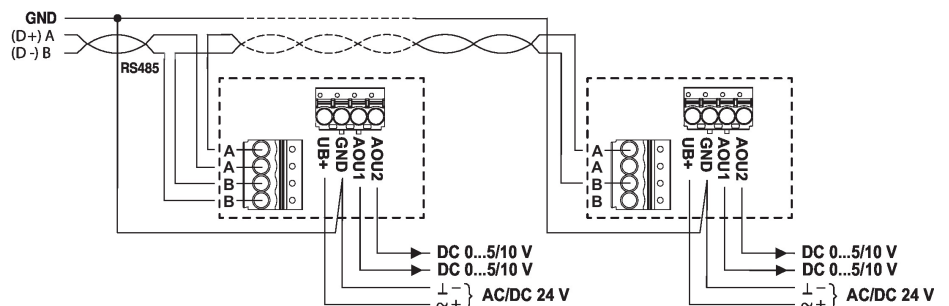 GND
(D+) A
(D -) B
RS485
A
A
B
B
UB+
GND
AOU1
AOU2
A
A
B
B
UB+
GND
AOU1
AOU2
DC 0...5/10 V
DC 0...5/10 V
⊥ −
AC/DC 24 V
~ +
DC 0...5/10 V
DC 0...5/10 V
⊥ −
AC/DC 24 V
~ +